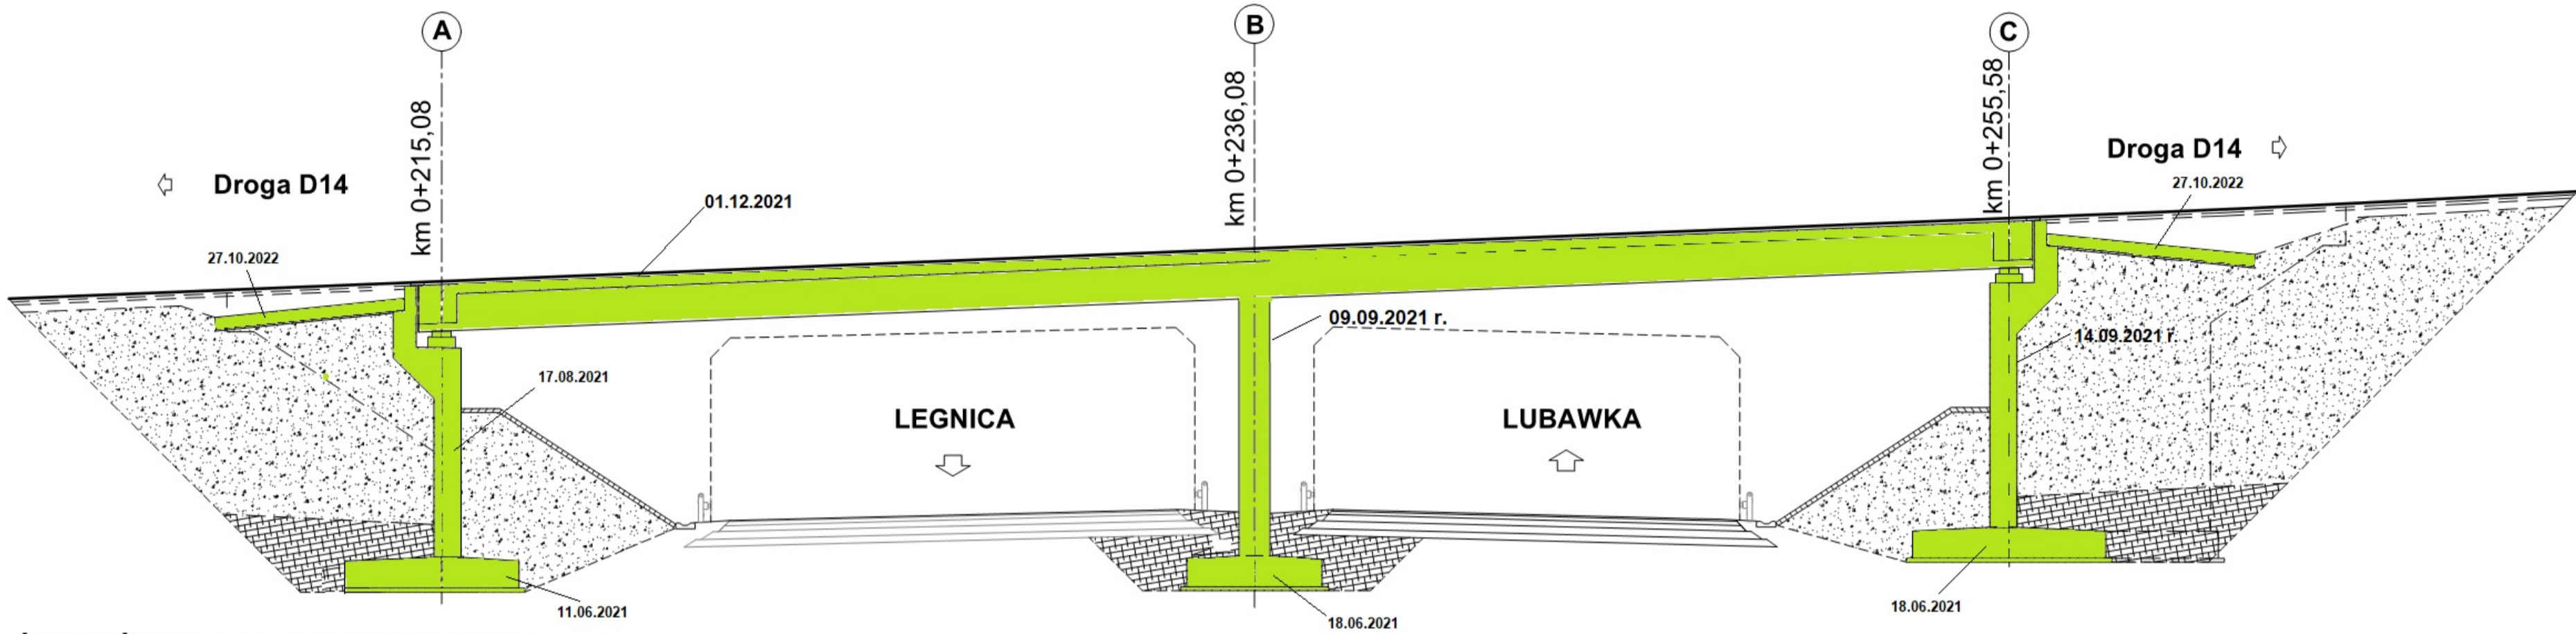 A
B
C
km 0+215,08
km 0+236,08
km 0+255,58
Droga D14
Droga D14
27.10.2022
01.12.2021
27.10.2022
09.09.2021 r.
14.09.2021 r.
17.08.2021
LEGNICA
LUBAWKA
11.06.2021
18.06.2021
18.06.2021